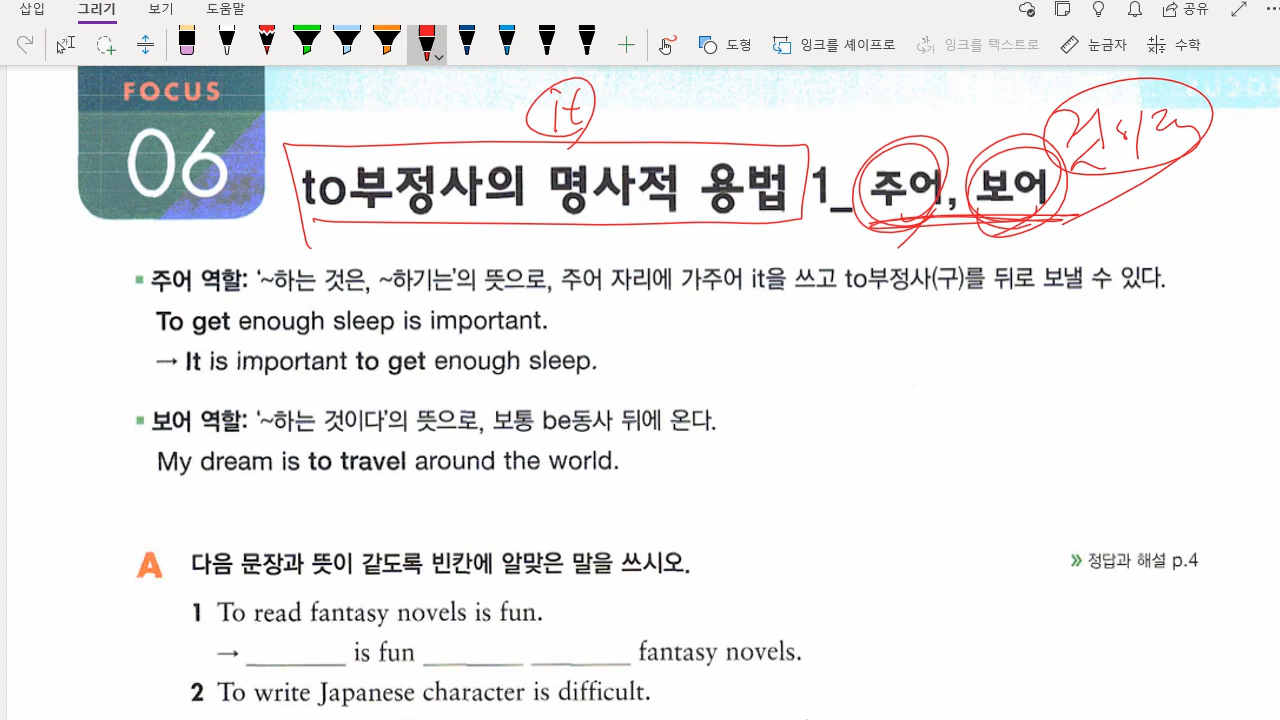 삽입 그리기 보기 도움말 공유
도형 잉크를 셰이프로 잉크를 텍스트로 눈금자 수학
FOCUS
06
it
to부정사의 명사적 용법 1_ 주어, 보어
주어 역할: '~하는 것은, ~하기는'의 뜻으로, 주어 자리에 가주어 it을 쓰고 to부정사(구)를 뒤로 보낼 수 있다.
To get enough sleep is important.
→ It is important to get enough sleep.
보어 역할: '~하는 것이다'의 뜻으로, 보통 be동사 뒤에 온다.
My dream is to travel around the world.
A 다음 문장과 뜻이 같도록 빈칸에 알맞은 말을 쓰시오.
» 정답과 해설 p.4
1 To read fantasy novels is fun.
→ ________ is fun ________ ________ fantasy novels.
2 To write Japanese character is difficult.